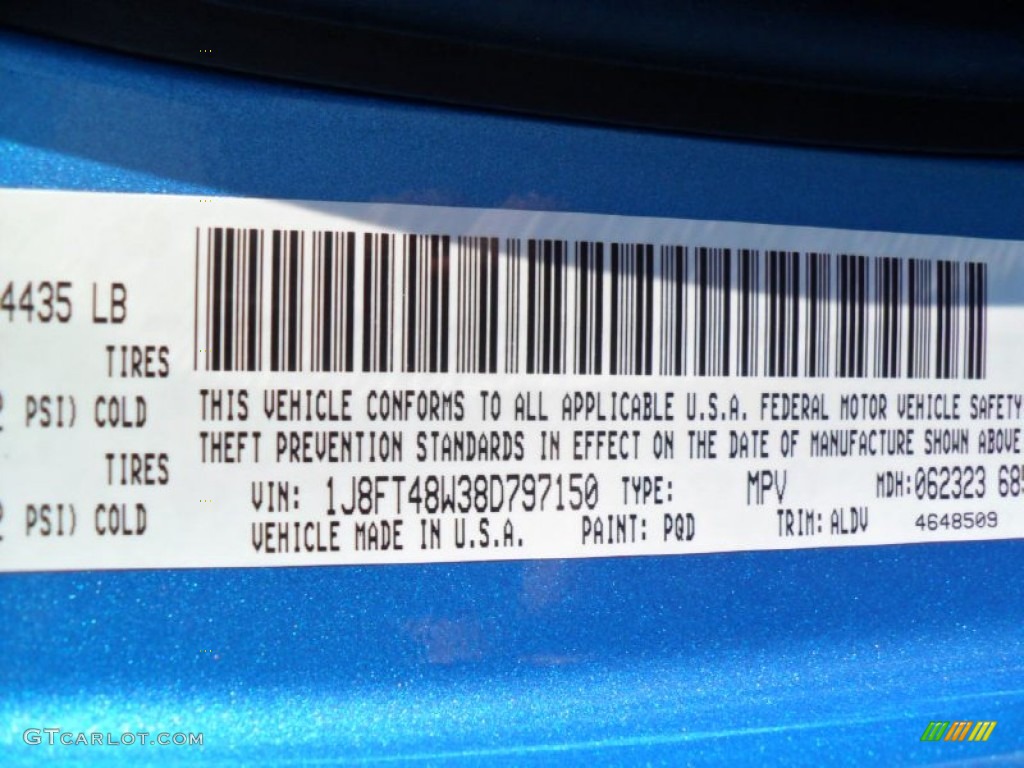 4435 LB
TIRES
PSI) COLD
TIRES
PSI) COLD
THIS VEHICLE CONFORMS TO ALL APPLICABLE U.S.A. FEDERAL MOTOR VEHICLE SAFETY
THEFT PREVENTION STANDARDS IN EFFECT ON THE DATE OF MANUFACTURE SHOWN ABOVE
VIN: 1J8FT48W38D797150 TYPE: MPV MDH:062323 685
VEHICLE MADE IN U.S.A. PAINT: PQD TRIM: ALDV 4648509
GTCARLOT.COM